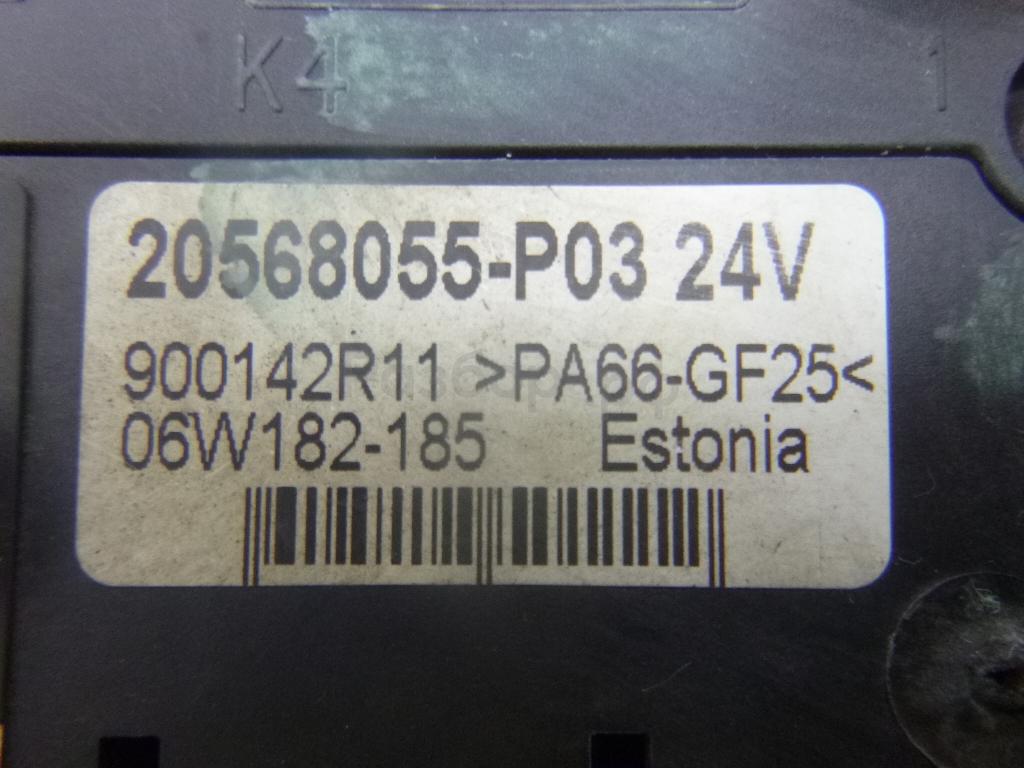 K4 1
20568055-P03 24V
900142R11 >PA66-GF25<
06W182-185 Estonia